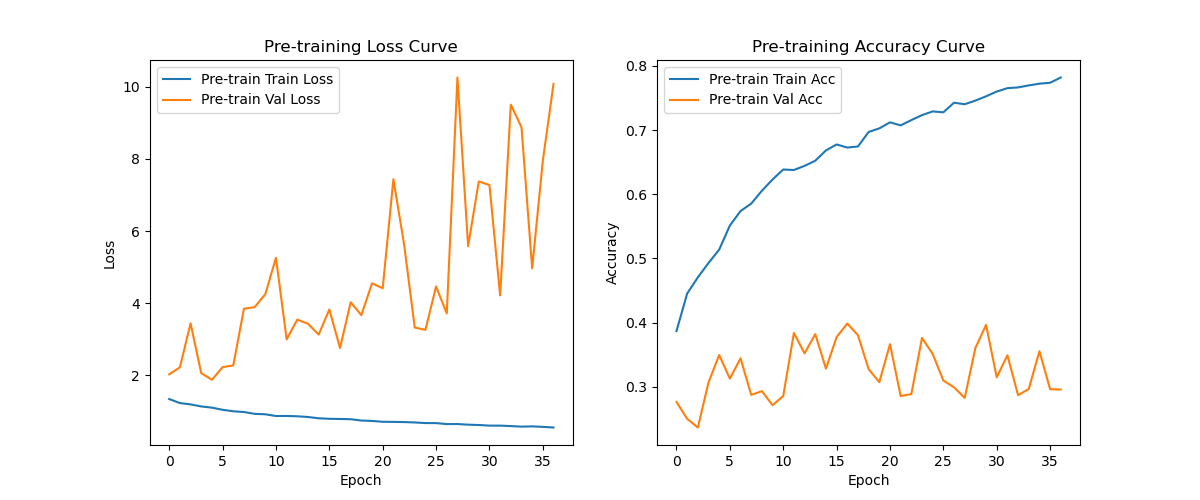 Pre-training Loss Curve
Pre-train Train Loss
Pre-train Val Loss
10
8
6
4
2
Loss
0 5 10 15 20 25 30 35
Epoch
Pre-training Accuracy Curve
Pre-train Train Acc
Pre-train Val Acc
0.8
0.7
0.6
0.5
0.4
0.3
Accuracy
0 5 10 15 20 25 30 35
Epoch